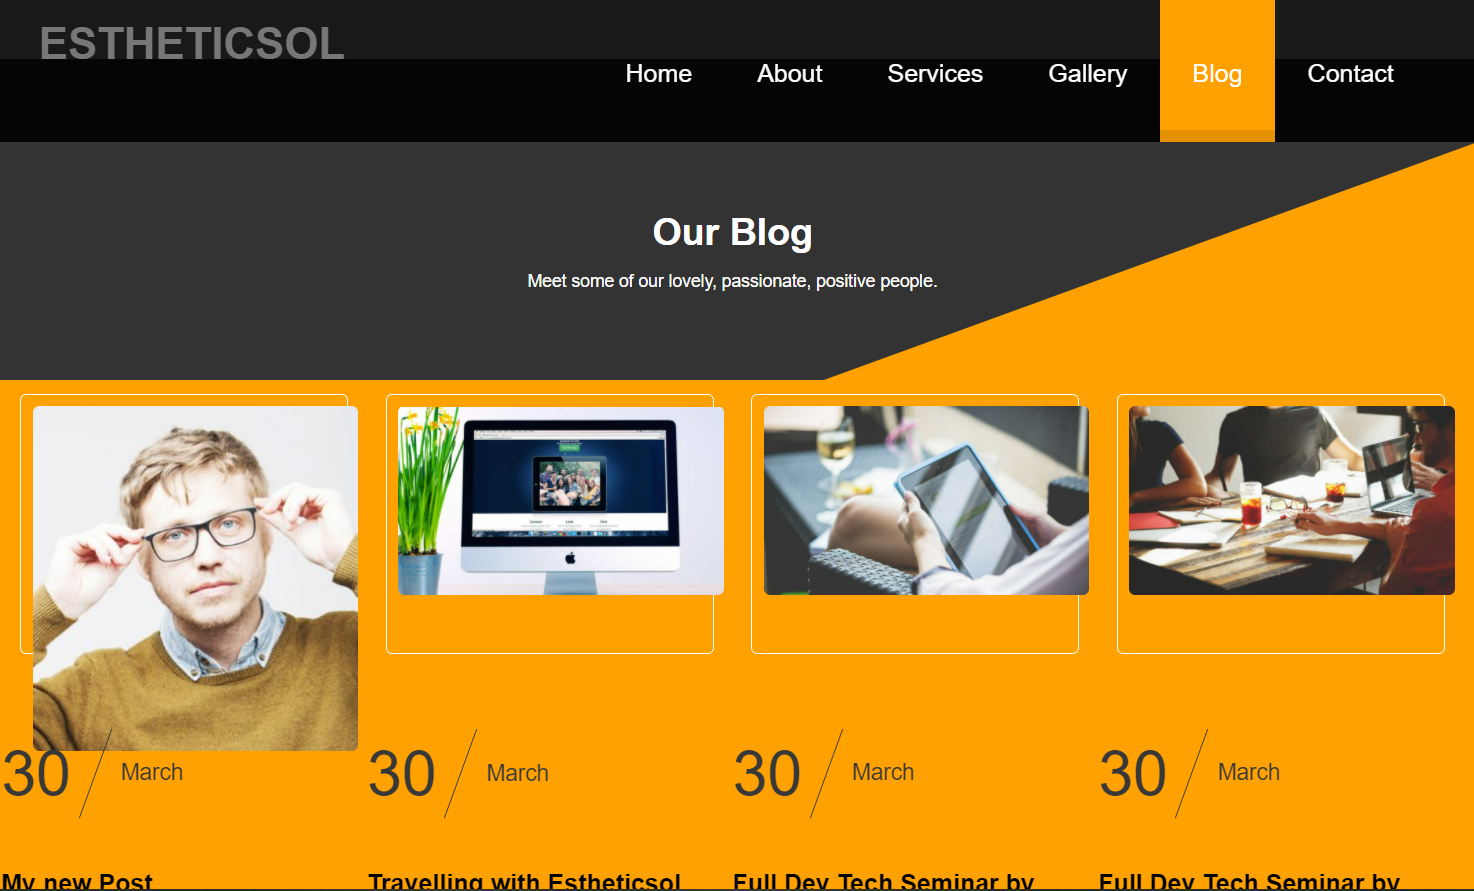 ESTHETICSOL
Home About Services Gallery Blog Contact
Our Blog
Meet some of our lovely, passionate, positive people.
30 March
30 March
30 March
30 March
My new Post
Travelling with Estheticsol
Full Dev Tech Seminar by
Full Dev Tech Seminar by